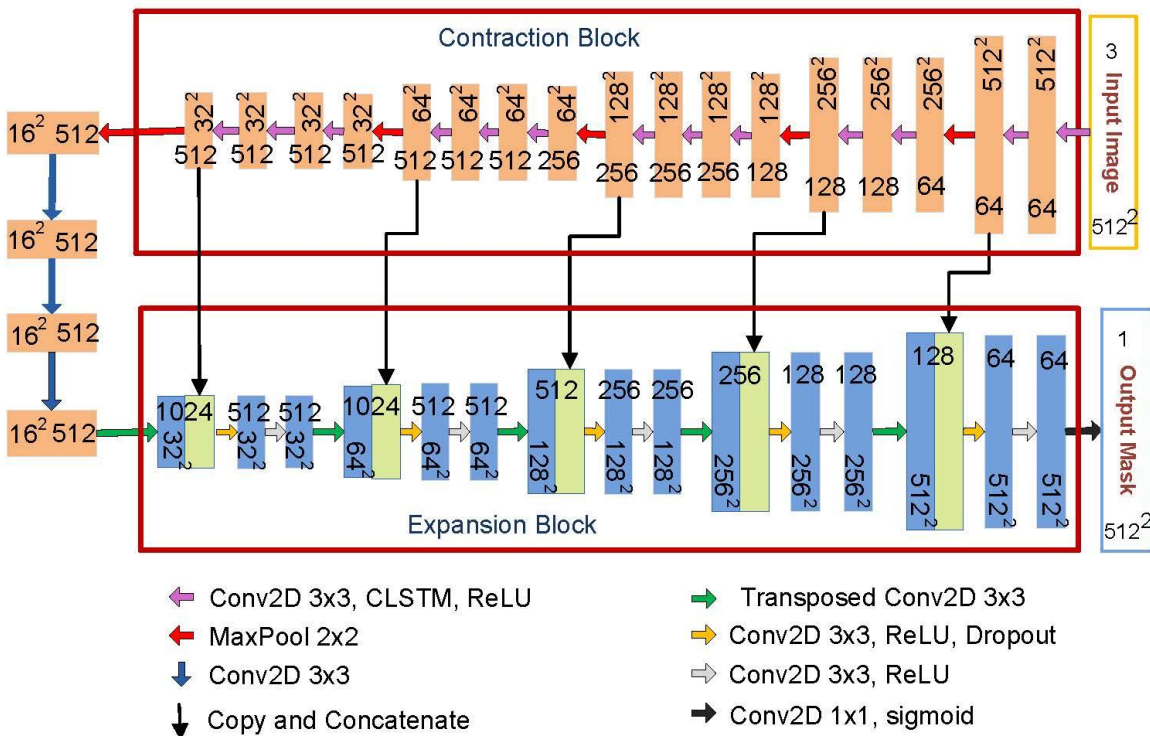 Contraction Block
512² 512² 256² 256² 256² 128² 128² 128² 128² 64² 64² 64² 64² 32² 32² 32² 32²
64 64 64 128 128 128 256 256 256 256 512 512 512 512 512 512 512
3 Input Image 512²
16² 512
16² 512
16² 512
16² 512
1024 512 512 1024 512 512 512 256 256 256 128 128 128 64 64
32² 32² 32² 64² 64² 64² 128² 128² 128² 256² 256² 256² 512² 512² 512²
Expansion Block
1 Output Mask 512²
Conv2D 3x3, CLSTM, ReLU
MaxPool 2x2
Conv2D 3x3
Copy and Concatenate
Transposed Conv2D 3x3
Conv2D 3x3, ReLU, Dropout
Conv2D 3x3, ReLU
Conv2D 1x1, sigmoid